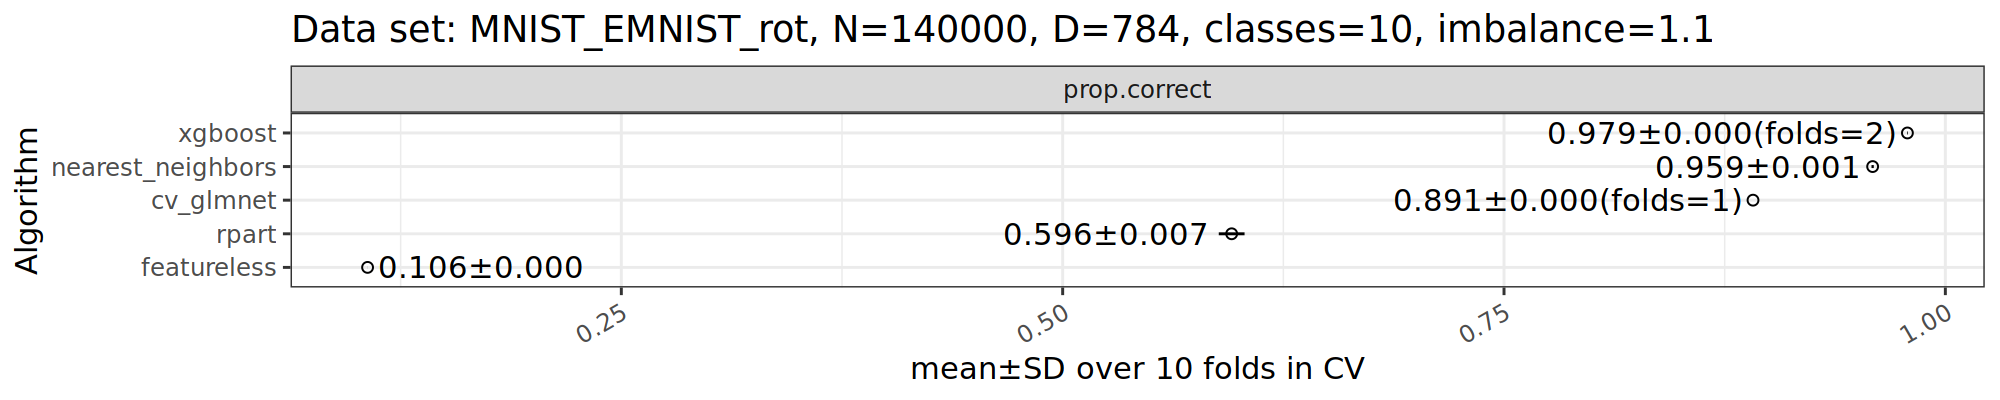 Data set: MNIST_EMNIST_rot, N=140000, D=784, classes=10, imbalance=1.1
prop.correct
Algorithm
xgboost 0.979±0.000(folds=2)
nearest_neighbors 0.959±0.001
cv_glmnet 0.891±0.000(folds=1)
rpart 0.596±0.007
featureless 0.106±0.000
0.25 0.50 0.75 1.00
mean±SD over 10 folds in CV